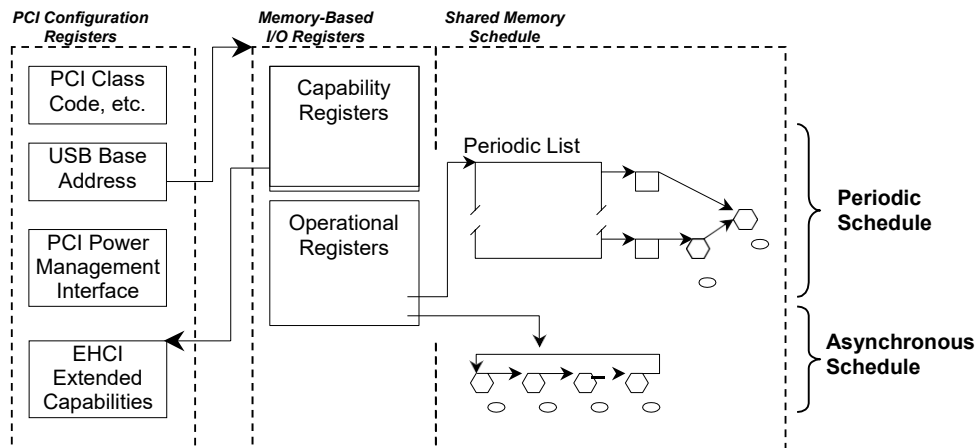 PCI Configuration
Registers
Memory-Based
I/O Registers
Shared Memory
Schedule
PCI Class
Code, etc.
USB Base
Address
PCI Power
Management
Interface
EHCI
Extended
Capabilities
Capability
Registers
Operational
Registers
Periodic List
Periodic
Schedule
Asynchronous
Schedule